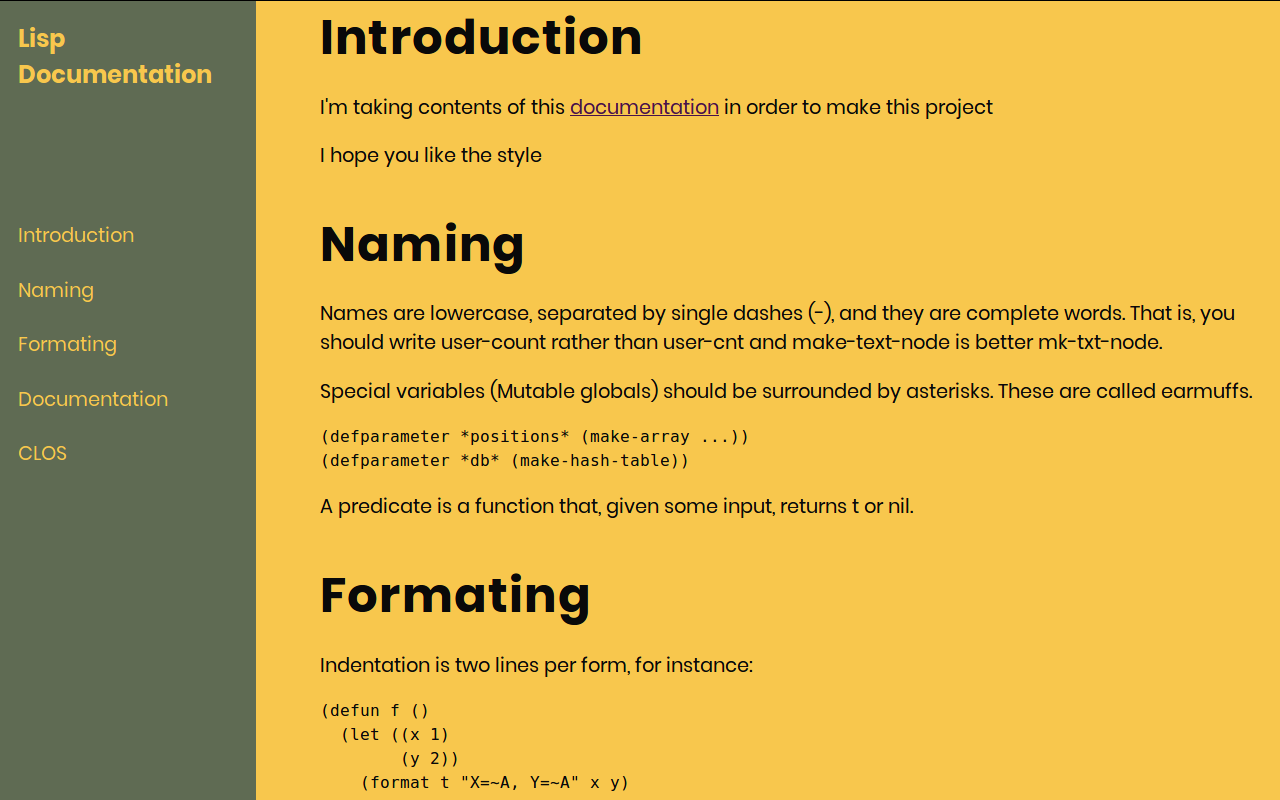 Lisp
Documentation
Introduction
Naming
Formating
Documentation
CLOS
Introduction
I'm taking contents of this documentation in order to make this project
I hope you like the style
Naming
Names are lowercase, separated by single dashes (-), and they are complete words. That is, you
should write user-count rather than user-cnt and make-text-node is better mk-txt-node.
Special variables (Mutable globals) should be surrounded by asterisks. These are called earmuffs.
(defparameter *positions* (make-array ...))
(defparameter *db* (make-hash-table))
A predicate is a function that, given some input, returns t or nil.
Formating
Indentation is two lines per form, for instance:
(defun f ()
  (let ((x 1)
        (y 2))
    (format t "X=~A, Y=~A" x y)